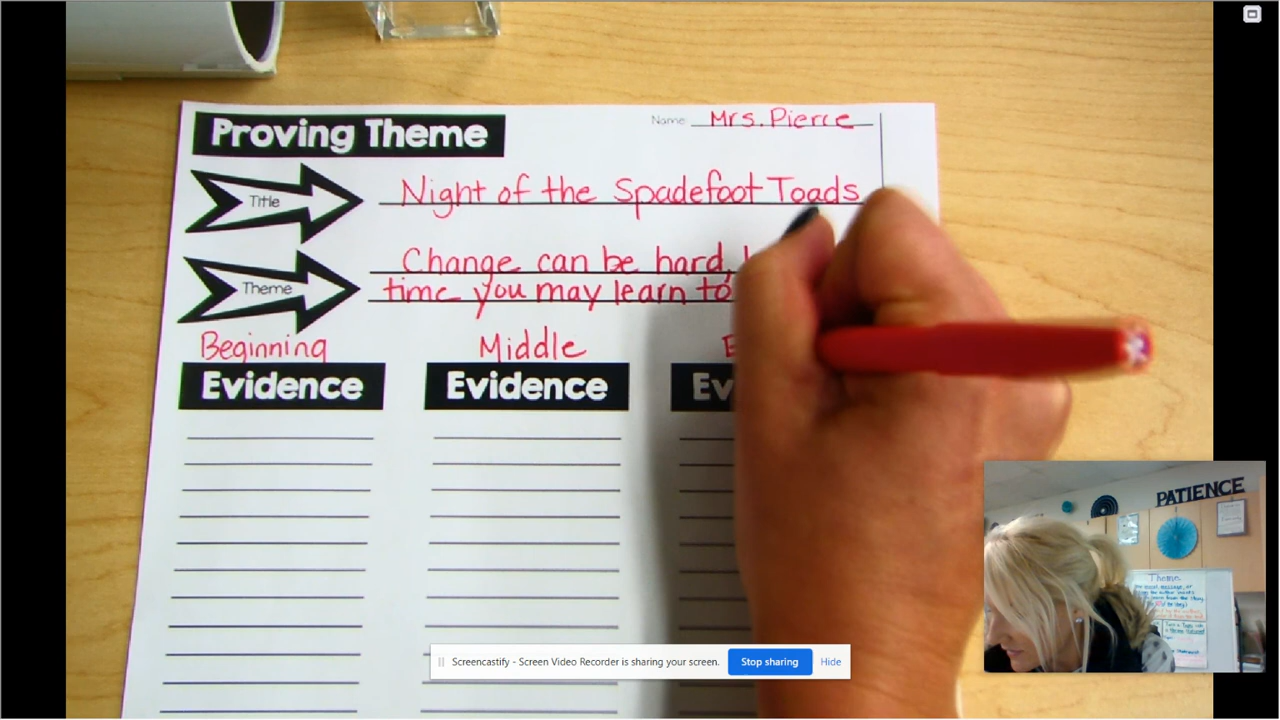 Name: Mrs. Pierce
Proving Theme
Title
Night of the Spadefoot Toads
Theme
Change can be hard,
time you may learn to
Beginning
Middle
Evidence
Evidence
Ev
PATIENCE
Theme
Screencastify - Screen Video Recorder is sharing your screen.
Stop sharing
Hide